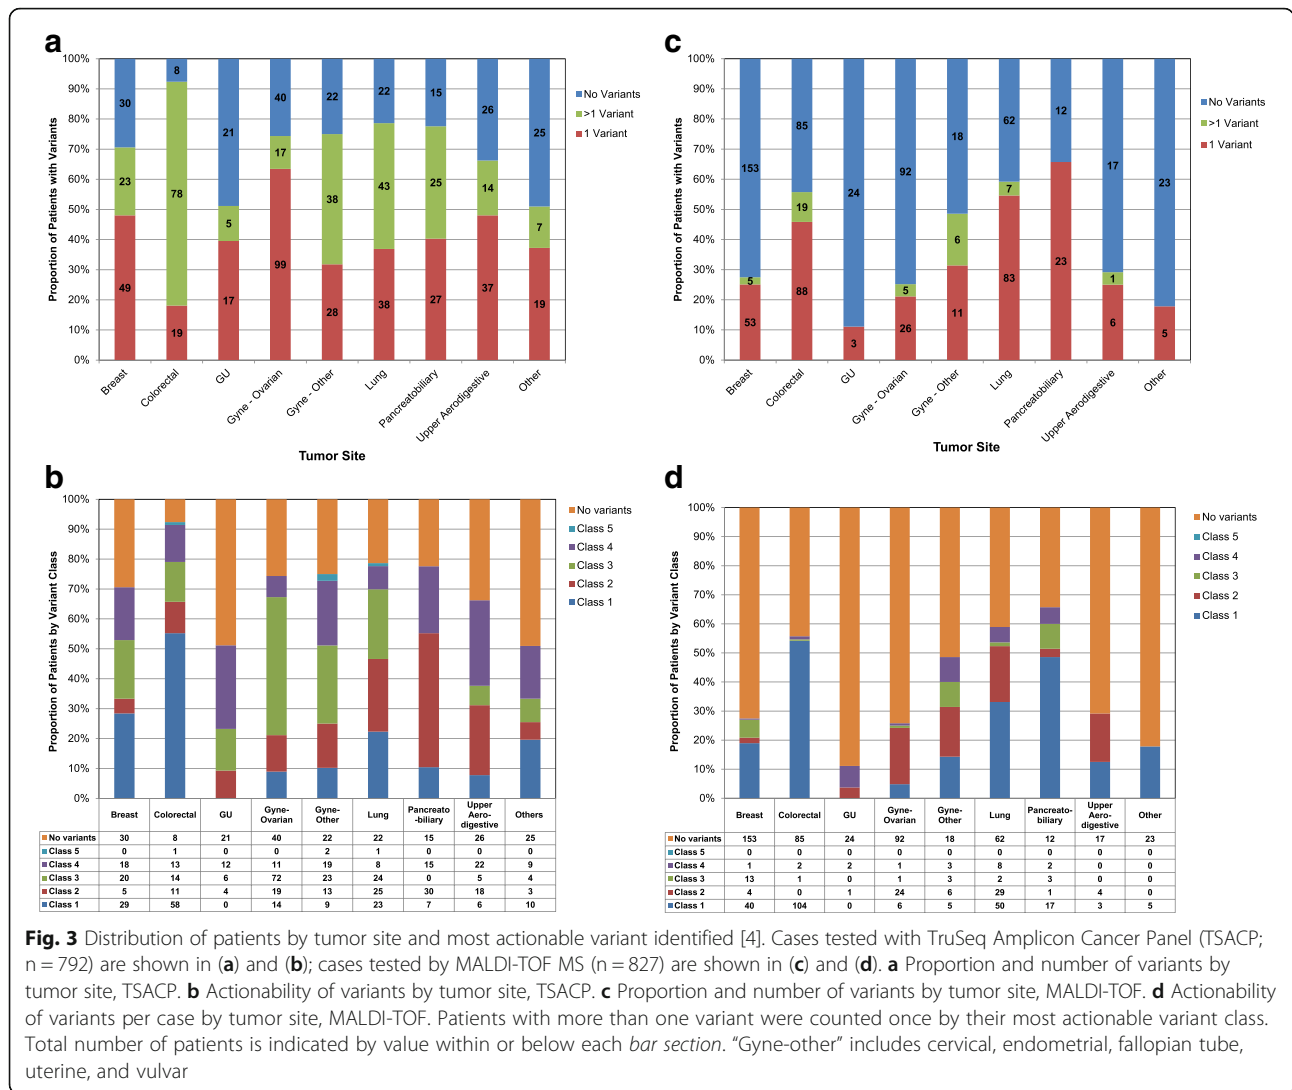 a
100%
90%
80%
70%
60%
50%
40%
30%
20%
10%
0%
Proportion of Patients with Variants
30 8 21 40 22 22 15 26 25
23 78 5 17 38 43 25 14 7
49 19 17 99 28 38 27 37 19
Breast Colorectal GU Gyne - Ovarian Gyne - Other Lung Pancreatobiliary Upper Aerodigestive Other
Tumor Site
No Variants
>1 Variant
1 Variant
c
100%
90%
80%
70%
60%
50%
40%
30%
20%
10%
0%
Proportion of Patients with Variants
153 85 24 92 18 62 12 17 23
5 19 5 6 7 1
53 88 3 26 11 83 23 6 5
Breast Colorectal GU Gyne - Ovarian Gyne - Other Lung Pancreatobiliary Upper Aerodigestive Other
Tumor Site
No Variants
>1 Variant
1 Variant
b
100%
90%
80%
70%
60%
50%
40%
30%
20%
10%
0%
Proportion of Patients by Variant Class
No variants
Class 5
Class 4
Class 3
Class 2
Class 1
Breast Colorectal GU Gyne-Ovarian Gyne-Other Lung Pancreato-biliary Upper Aero-digestive Others
No variants 30 8 21 40 22 22 15 26 25
Class 5 0 1 0 0 2 1 0 0 0
Class 4 18 13 12 11 19 8 15 22 9
Class 3 20 14 6 72 23 24 0 5 4
Class 2 5 11 4 19 13 25 30 18 3
Class 1 29 58 0 14 9 23 7 6 10
d
100%
90%
80%
70%
60%
50%
40%
30%
20%
10%
0%
Proportion of Patients by Variant Class
No variants
Class 5
Class 4
Class 3
Class 2
Class 1
Breast Colorectal GU Gyne-Ovarian Gyne-Other Lung Pancreato-biliary Upper Aero-digestive Other
No variants 153 85 24 92 18 62 12 17 23
Class 5 0 0 0 0 0 0 0 0 0
Class 4 1 2 2 1 3 8 2 0 0
Class 3 13 1 0 1 3 2 3 0 0
Class 2 4 0 1 24 6 29 1 4 0
Class 1 40 104 0 6 5 50 17 3 5
Fig. 3 Distribution of patients by tumor site and most actionable variant identified [4]. Cases tested with TruSeq Amplicon Cancer Panel (TSACP;
n = 792) are shown in (a) and (b); cases tested by MALDI-TOF MS (n = 827) are shown in (c) and (d). a Proportion and number of variants by
tumor site, TSACP. b Actionability of variants by tumor site, TSACP. c Proportion and number of variants by tumor site, MALDI-TOF. d Actionability
of variants per case by tumor site, MALDI-TOF. Patients with more than one variant were counted once by their most actionable variant class.
Total number of patients is indicated by value within or below each bar section. “Gyne-other” includes cervical, endometrial, fallopian tube,
uterine, and vulvar